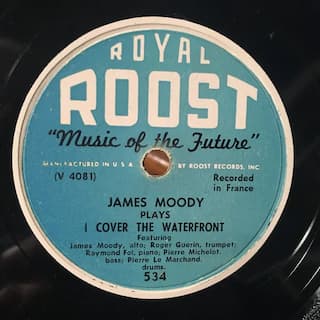 ROYAL
ROOST
"Music of the Future"
MANUFACTURED IN U.S.A. BY ROOST RECORDS, INC.
(V 4081)
Recorded
in France
JAMES MOODY
PLAYS
I COVER THE WATERFRONT
Featuring
James Moody, alto; Roger Guerin, trumpet;
Raymond Fol, piano; Pierre Michelot,
bass; Pierre Le Marchand,
drums.
534